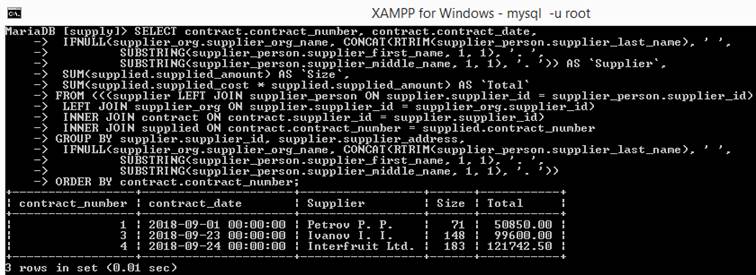 XAMPP for Windows - mysql -u root
MariaDB [supply]> SELECT contract.contract_number, contract.contract_date,
-> IFNULL(supplier_org.supplier_org_name, CONCAT(RTRIM(supplier_person.supplier_last_name), ' ',
-> SUBSTRING(supplier_person.supplier_first_name, 1, 1), '. ',
-> SUBSTRING(supplier_person.supplier_middle_name, 1, 1), '. ')) AS `Supplier`,
-> SUM(supplied.supplied_amount) AS `Size`,
-> SUM(supplied.supplied_cost * supplied.supplied_amount) AS `Total`
-> FROM (((supplier LEFT JOIN supplier_person ON supplier.supplier_id = supplier_person.supplier_id)
-> LEFT JOIN supplier_org ON supplier.supplier_id = supplier_org.supplier_id)
-> INNER JOIN contract ON contract.supplier_id = supplier.supplier_id)
-> INNER JOIN supplied ON contract.contract_number = supplied.contract_number
-> GROUP BY supplier.supplier_id, supplier.supplier_address,
-> IFNULL(supplier_org.supplier_org_name, CONCAT(RTRIM(supplier_person.supplier_last_name), ' ',
-> SUBSTRING(supplier_person.supplier_first_name, 1, 1), '. ',
-> SUBSTRING(supplier_person.supplier_middle_name, 1, 1), '. '))
-> ORDER BY contract.contract_number;
| contract_number | contract_date | Supplier | Size | Total |
| 1 | 2018-09-01 00:00:00 | Petrov P. P. | 71 | 50850.00 |
| 3 | 2018-09-23 00:00:00 | Ivanov I. I. | 148 | 99600.00 |
| 4 | 2018-09-24 00:00:00 | Interfruit Ltd. | 183 | 121742.50 |
3 rows in set (0.01 sec)